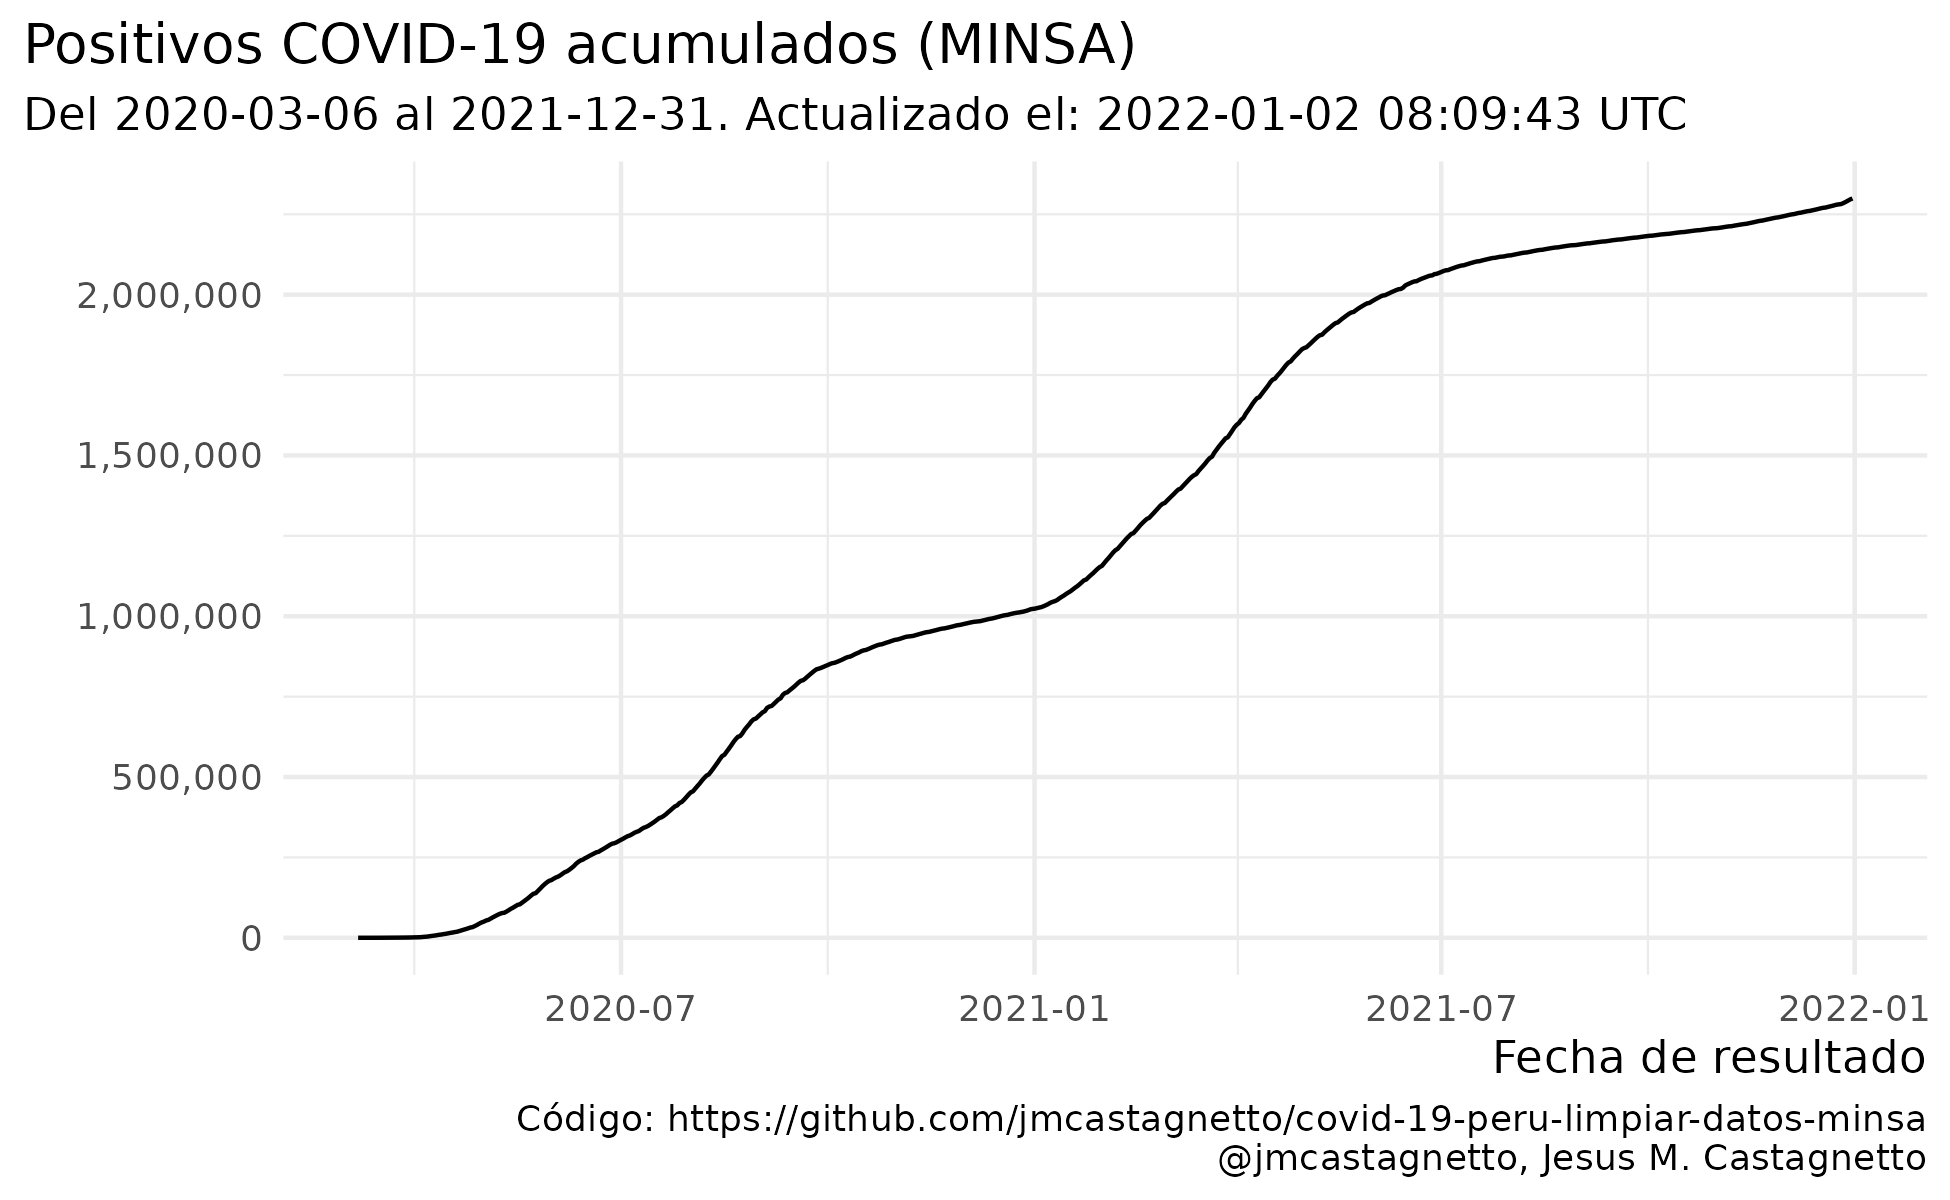 Positivos COVID-19 acumulados (MINSA)
Del 2020-03-06 al 2021-12-31. Actualizado el: 2022-01-02 08:09:43 UTC
2,000,000
1,500,000
1,000,000
500,000
0
2020-07 2021-01 2021-07 2022-01
Fecha de resultado
Código: https://github.com/jmcastagnetto/covid-19-peru-limpiar-datos-minsa
@jmcastagnetto, Jesus M. Castagnetto